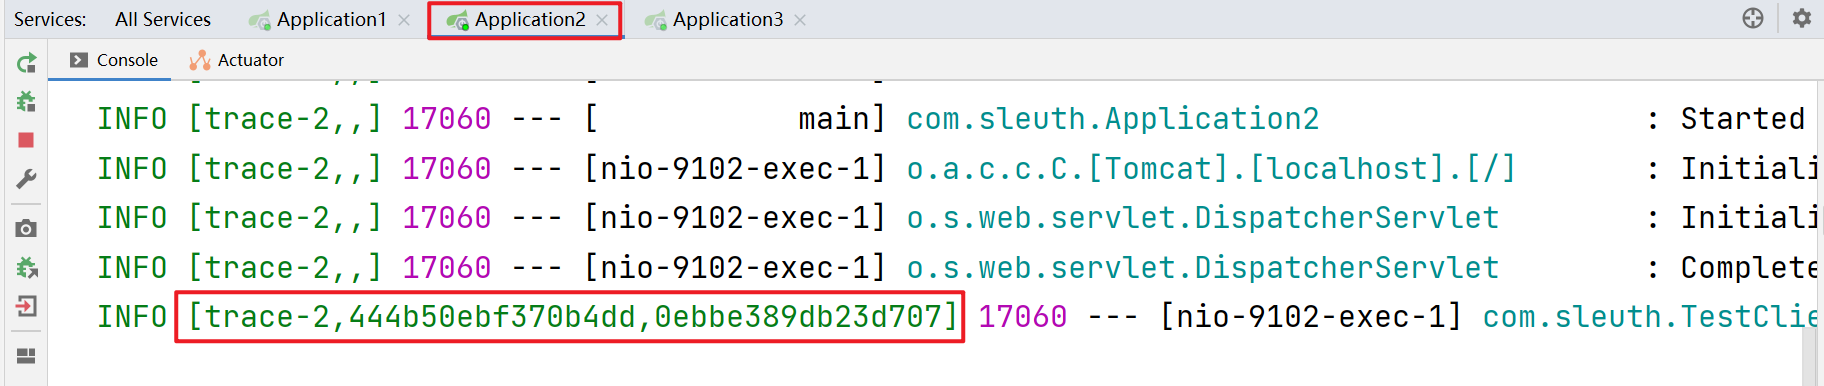 Services: All Services Application1 Application2 Application3
Console Actuator
INFO [trace-2,,] 17060 --- [           main] com.sleuth.Application2 : Started
INFO [trace-2,,] 17060 --- [nio-9102-exec-1] o.a.c.c.C.[Tomcat].[localhost].[/] : Initiali
INFO [trace-2,,] 17060 --- [nio-9102-exec-1] o.s.web.servlet.DispatcherServlet : Initiali
INFO [trace-2,,] 17060 --- [nio-9102-exec-1] o.s.web.servlet.DispatcherServlet : Complete
INFO [trace-2,444b50ebf370b4dd,0ebbe389db23d707] 17060 --- [nio-9102-exec-1] com.sleuth.TestClie